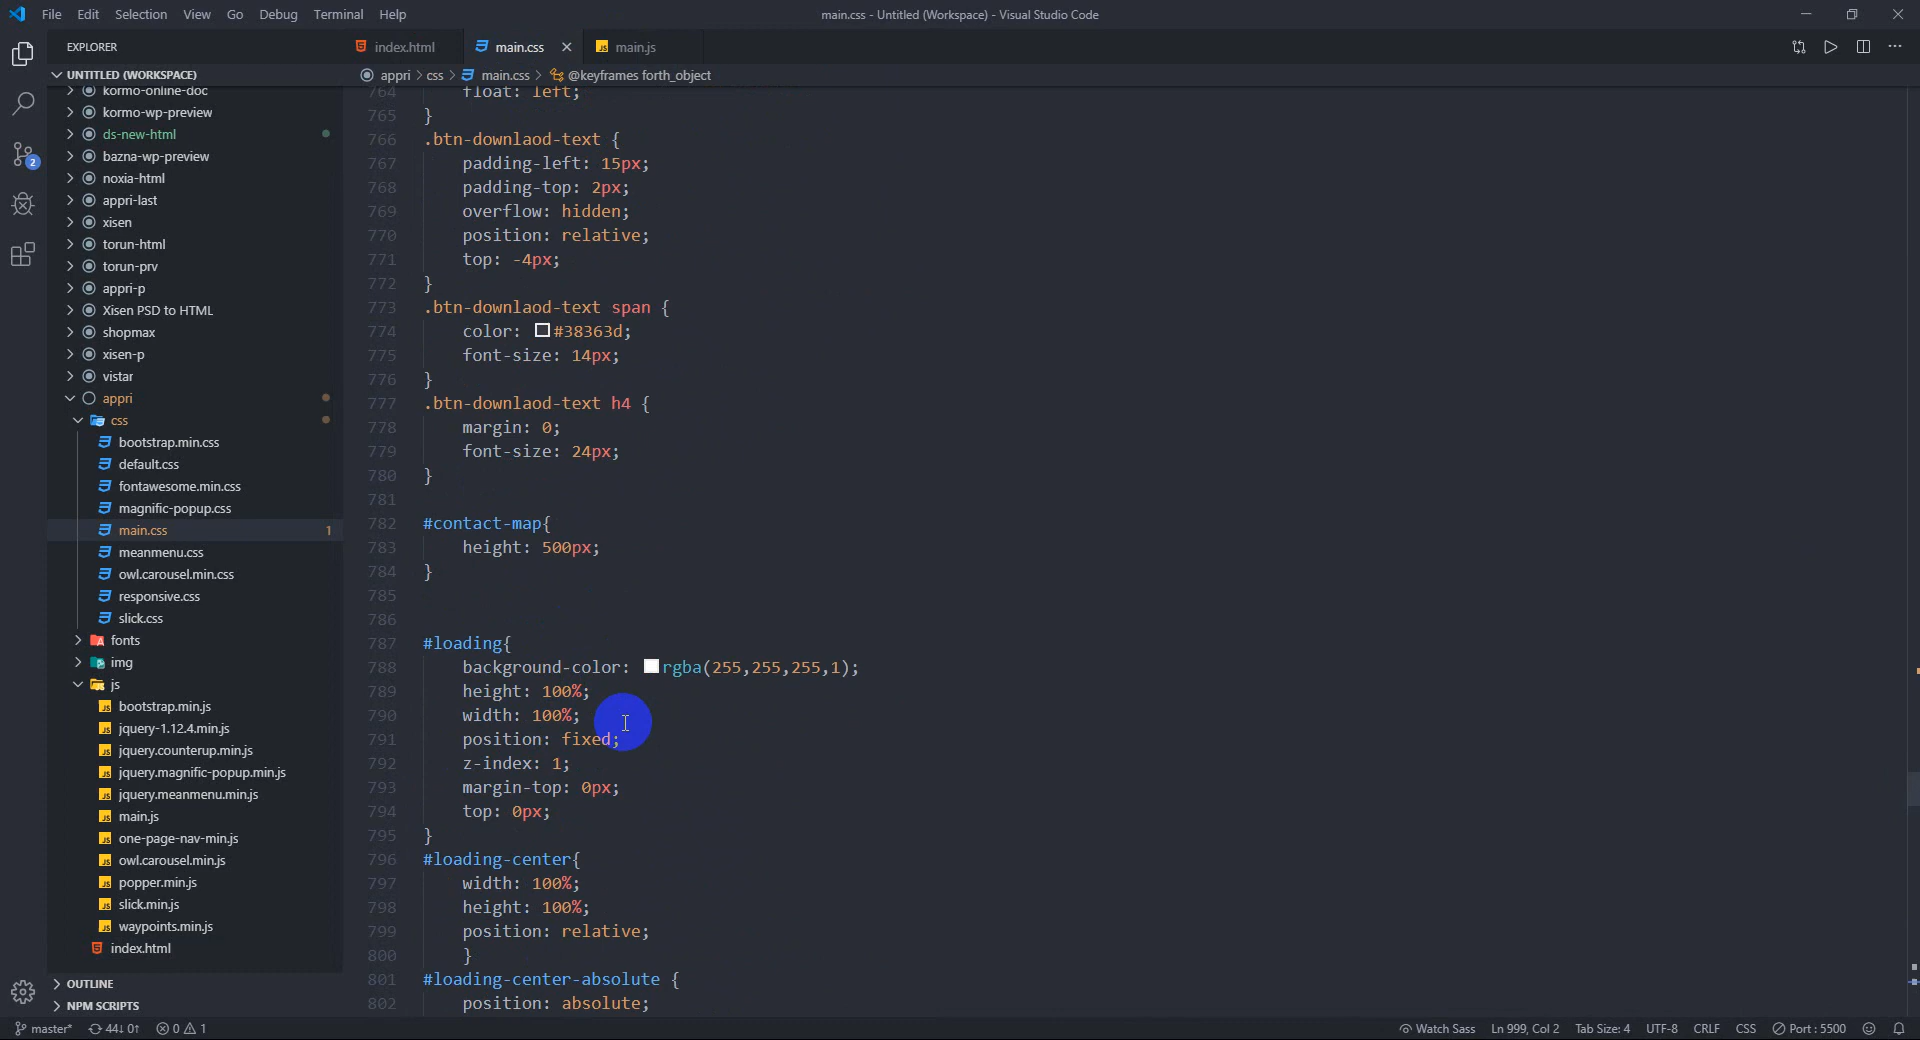 File Edit Selection View Go Debug Terminal Help
main.css - Untitled (Workspace) - Visual Studio Code
EXPLORER
UNTITLED (WORKSPACE)
kormo-online-doc
kormo-wp-preview
ds-new-html
bazna-wp-preview
noxia-html
appri-last
xisen
torun-html
torun-prv
appri-p
Xisen PSD to HTML
shopmax
xisen-p
vistar
appri
css
bootstrap.min.css
default.css
fontawesome.min.css
magnific-popup.css
main.css 1
meanmenu.css
owl.carousel.min.css
responsive.css
slick.css
fonts
img
js
bootstrap.min.js
jquery-1.12.4.min.js
jquery.counterup.min.js
jquery.magnific-popup.min.js
jquery.meanmenu.min.js
main.js
one-page-nav-min.js
owl.carousel.min.js
popper.min.js
slick.min.js
waypoints.min.js
index.html
OUTLINE
NPM SCRIPTS
2
index.html main.css main.js
appri > css > main.css > @keyframes forth_object
764 float: left;
765 }
766 .btn-downlaod-text {
767 padding-left: 15px;
768 padding-top: 2px;
769 overflow: hidden;
770 position: relative;
771 top: -4px;
772 }
773 .btn-downlaod-text span {
774 color: #38363d;
775 font-size: 14px;
776 }
777 .btn-downlaod-text h4 {
778 margin: 0;
779 font-size: 24px;
780 }
781
782 #contact-map{
783 height: 500px;
784 }
785
786
787 #loading{
788 background-color: rgba(255,255,255,1);
789 height: 100%;
790 width: 100%;
791 position: fixed;
792 z-index: 1;
793 margin-top: 0px;
794 top: 0px;
795 }
796 #loading-center{
797 width: 100%;
798 height: 100%;
799 position: relative;
800 }
801 #loading-center-absolute {
802 position: absolute;
master* 44↓ 0↑ 0 1
Watch Sass Ln 999, Col 2 Tab Size: 4 UTF-8 CRLF CSS Port : 5500